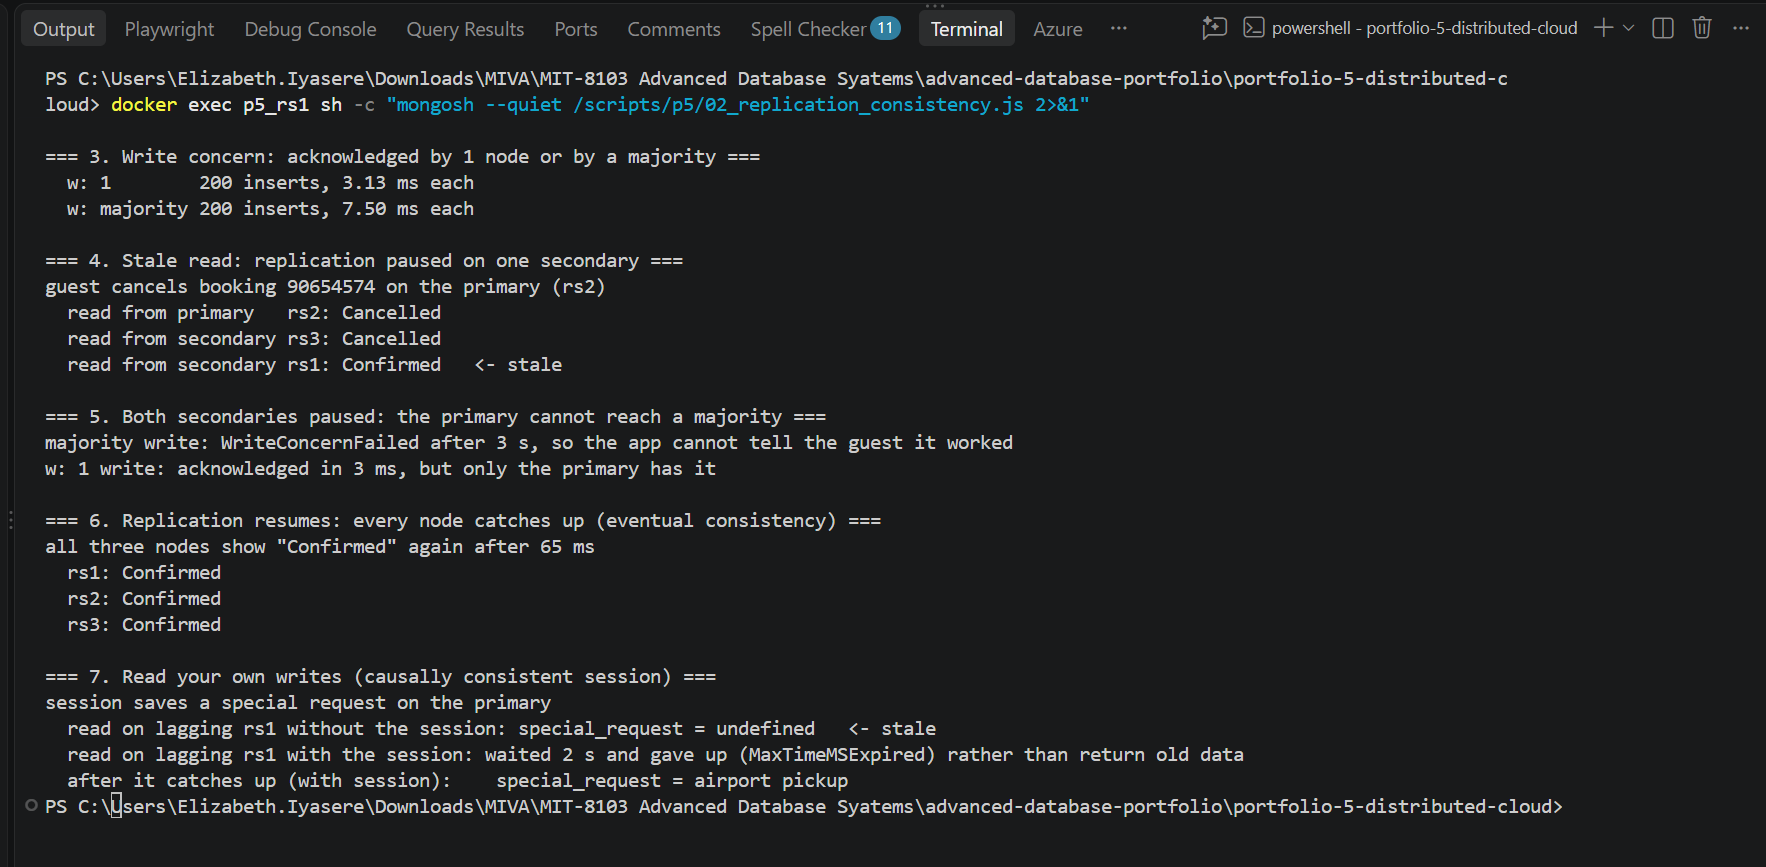 Output Playwright Debug Console Query Results Ports Comments Spell Checker 11 Terminal Azure ··· powershell - portfolio-5-distributed-cloud ···
PS C:\Users\Elizabeth.Iyasere\Downloads\MIVA\MIT-8103 Advanced Database Syatems\advanced-database-portfolio\portfolio-5-distributed-c
loud> docker exec p5_rs1 sh -c "mongosh --quiet /scripts/p5/02_replication_consistency.js 2>&1"
=== 3. Write concern: acknowledged by 1 node or by a majority ===
w: 1        200 inserts, 3.13 ms each
w: majority 200 inserts, 7.50 ms each
=== 4. Stale read: replication paused on one secondary ===
guest cancels booking 90654574 on the primary (rs2)
read from primary   rs2: Cancelled
read from secondary rs3: Cancelled
read from secondary rs1: Confirmed   <- stale
=== 5. Both secondaries paused: the primary cannot reach a majority ===
majority write: WriteConcernFailed after 3 s, so the app cannot tell the guest it worked
w: 1 write: acknowledged in 3 ms, but only the primary has it
=== 6. Replication resumes: every node catches up (eventual consistency) ===
all three nodes show "Confirmed" again after 65 ms
rs1: Confirmed
rs2: Confirmed
rs3: Confirmed
=== 7. Read your own writes (causally consistent session) ===
session saves a special request on the primary
read on lagging rs1 without the session: special_request = undefined   <- stale
read on lagging rs1 with the session: waited 2 s and gave up (MaxTimeMSExpired) rather than return old data
after it catches up (with session):    special_request = airport pickup
PS C:\Users\Elizabeth.Iyasere\Downloads\MIVA\MIT-8103 Advanced Database Syatems\advanced-database-portfolio\portfolio-5-distributed-cloud>